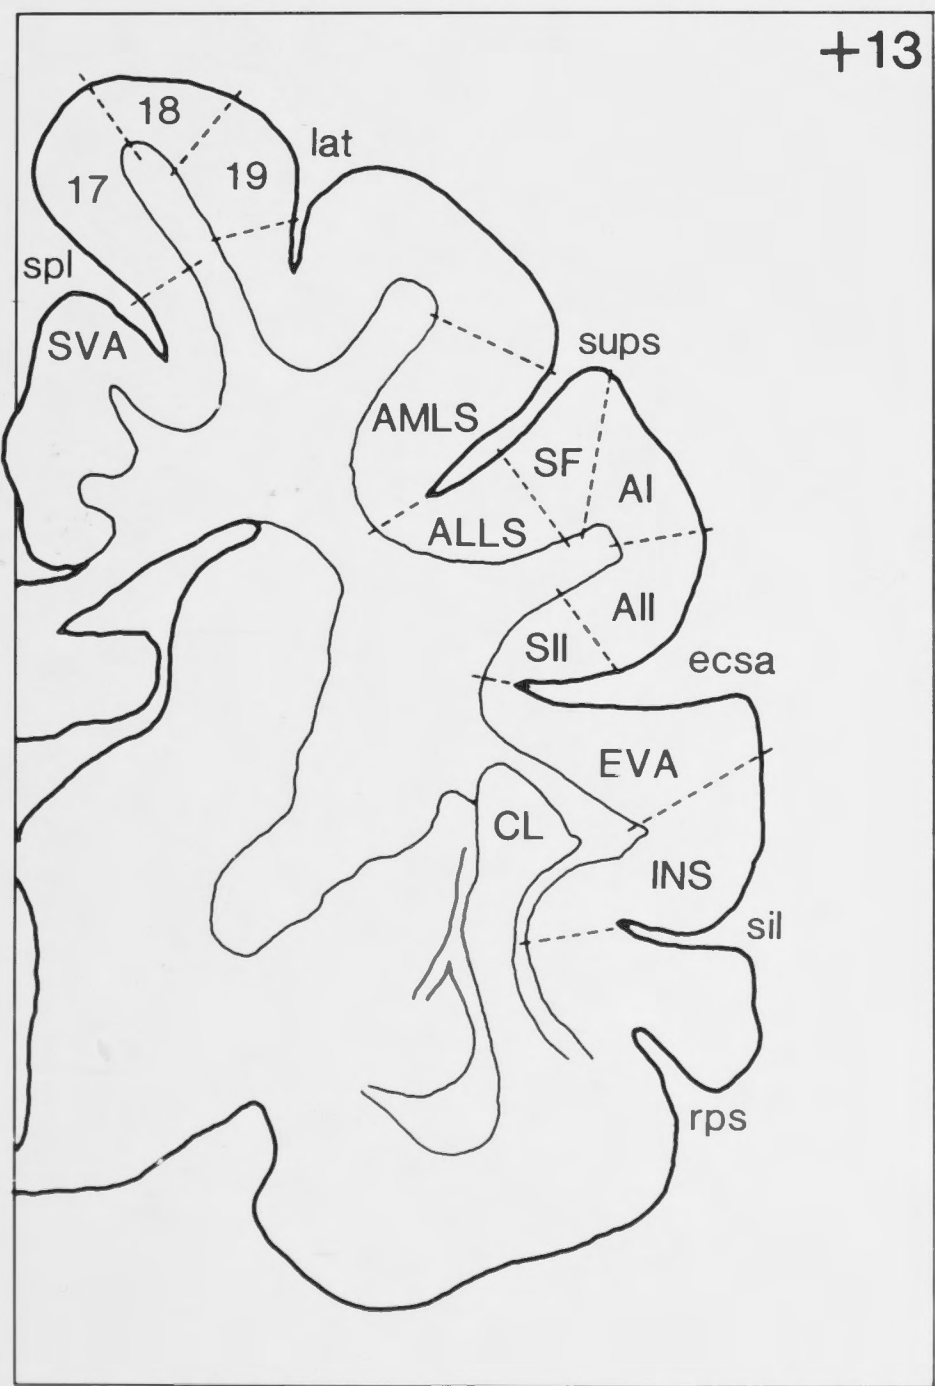 +13
18
lat
17
19
spl
SVA
sups
AMLS
SF
AI
ALLS
AII
SII
ecsa
EVA
CL
INS
sil
rps